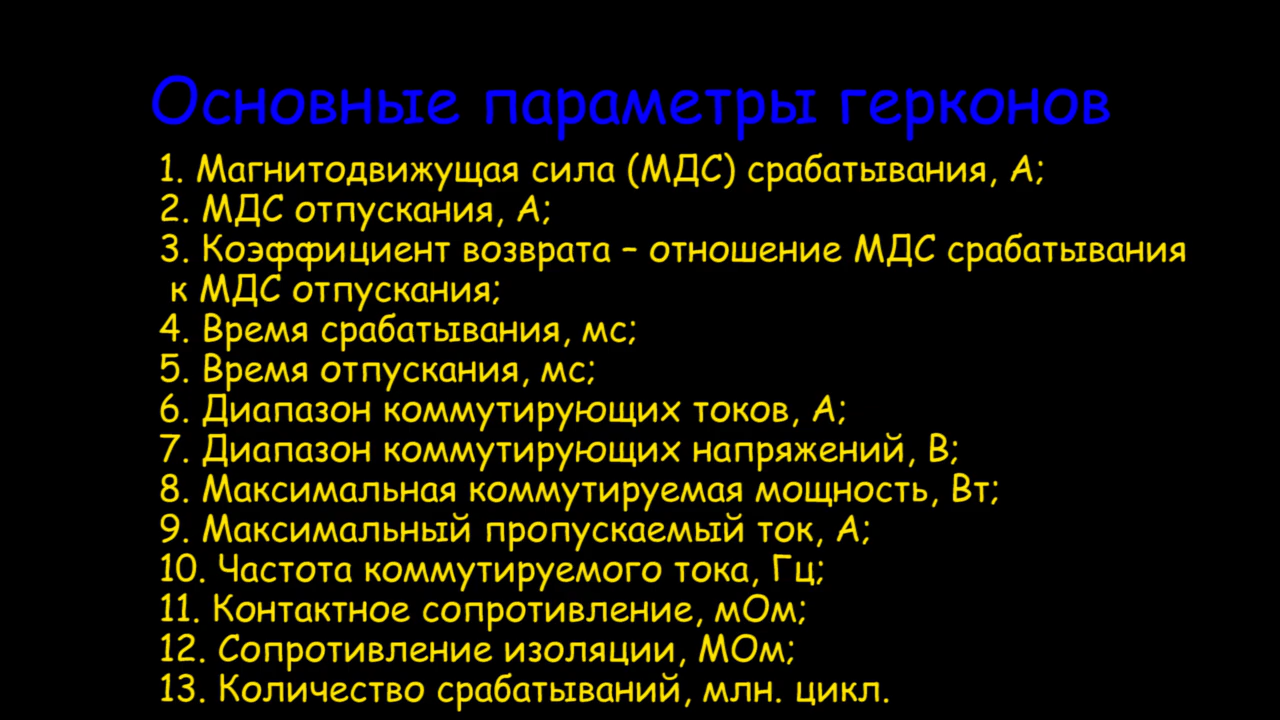 Основные параметры герконов
1. Магнитодвижущая сила (МДС) срабатывания, А;
2. МДС отпускания, А;
3. Коэффициент возврата – отношение МДС срабатывания
к МДС отпускания;
4. Время срабатывания, мс;
5. Время отпускания, мс;
6. Диапазон коммутирующих токов, А;
7. Диапазон коммутирующих напряжений, В;
8. Максимальная коммутируемая мощность, Вт;
9. Максимальный пропускаемый ток, А;
10. Частота коммутируемого тока, Гц;
11. Контактное сопротивление, мОм;
12. Сопротивление изоляции, МОм;
13. Количество срабатываний, млн. цикл.